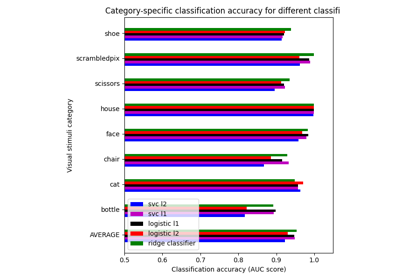 Category-specific classification accuracy for different classifi
shoe
scrambledpix
scissors
house
face
chair
cat
bottle
AVERAGE
Visual stimuli category
svc l2
svc l1
logistic l1
logistic l2
ridge classifier
0.5 0.6 0.7 0.8 0.9 1.0
Classification accuracy (AUC score)